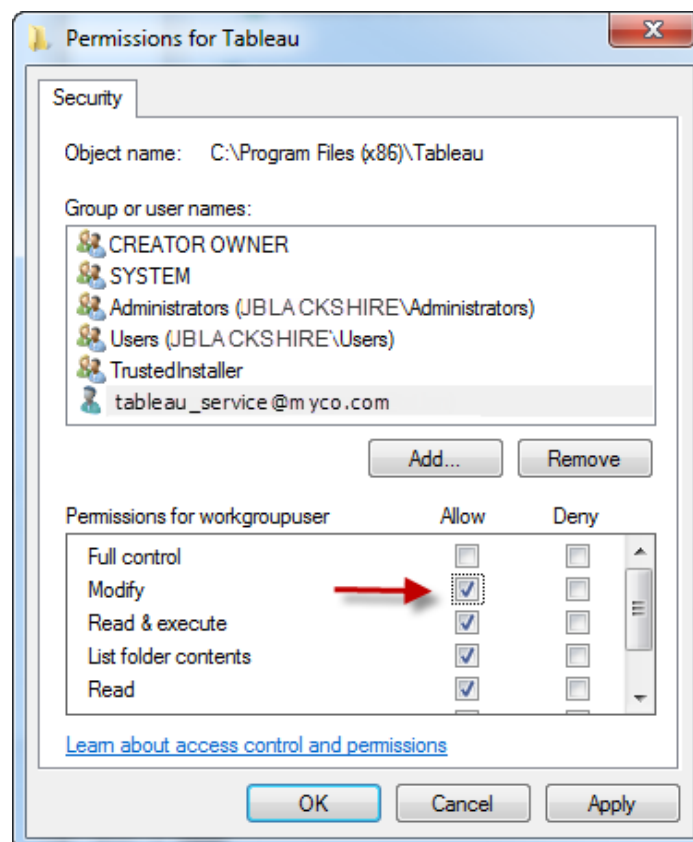 Permissions for Tableau
Security
Object name: C:\Program Files (x86)\Tableau
Group or user names:
CREATOR OWNER
SYSTEM
Administrators (JBLACKSHIRE\Administrators)
Users (JBLACKSHIRE\Users)
TrustedInstaller
tableau_service@myco.com
Add... Remove
Permissions for workgroupuser Allow Deny
Full control
Modify
Read & execute
List folder contents
Read
Learn about access control and permissions
OK Cancel Apply